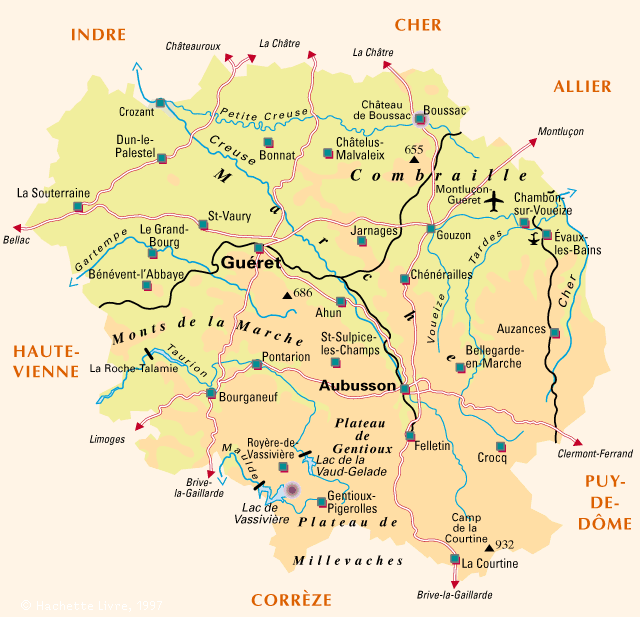 INDRE
CHER
Châteauroux
La Châtre
La Châtre
ALLIER
Crozant
Petite Creuse
Château
de Boussac
Boussac
Montluçon
Dun-le-
Palestel
Creuse
Bonnat
Châtelus-
Malvaleix
655
Combraille
Marche
Montluçon-
Guéret
Chambon-
sur-Voueize
La Souterraine
St-Vaury
Le Grand-
Bourg
Jarnages
Gouzon
Tardes
Évaux-
les-Bains
Bellac
Gartempe
Guéret
Bénévent-l'Abbaye
686
Chénérailles
Cher
Ahun
Voueize
Monts de la Marche
St-Sulpice-
les-Champs
Auzances
HAUTE-
VIENNE
Taurion
Pontarion
Bellegarde-
en-Marche
La Roche-Talamie
Bourganeuf
Aubusson
Limoges
Plateau
de
Gentioux
Felletin
Royère-de-
Vassivière
Maulde
Lac de la
Vaud-Gelade
Crocq
Clermont-Ferrand
Brive-
la-Gaillarde
Gentioux-
Pigerolles
Lac de
Vassivière
Plateau de
Millevaches
Camp
de la
Courtine
932
La Courtine
PUY-
DE-
DÔME
CORRÈZE
Brive-la-Gaillarde
© Hachette Livre, 1997